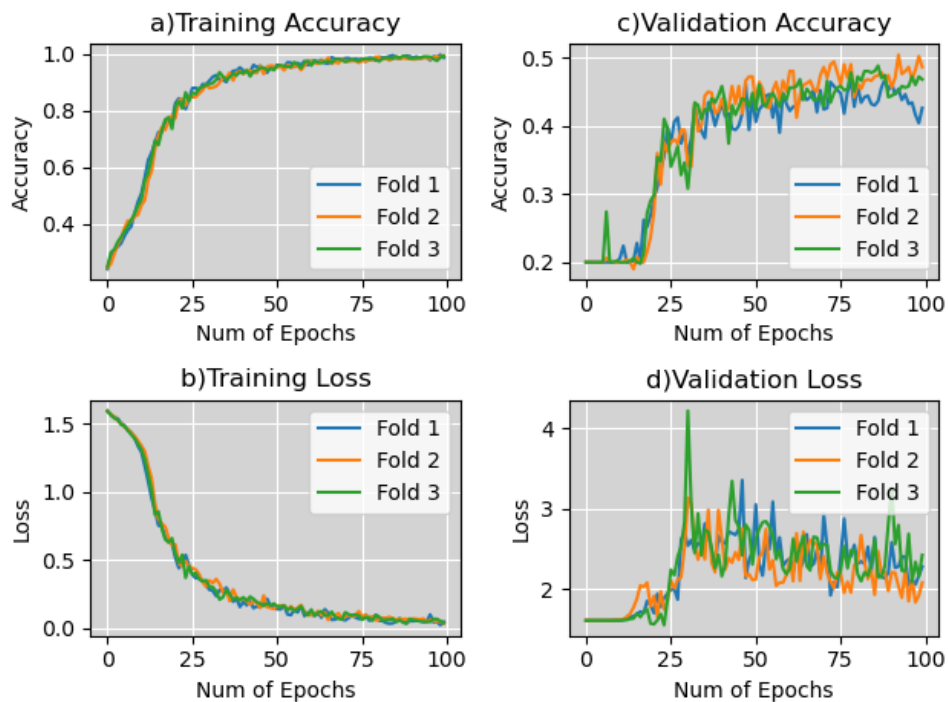 a)Training Accuracy
Accuracy
1.0
0.8
0.6
0.4
Fold 1
Fold 2
Fold 3
0
25
50
75
100
Num of Epochs
c)Validation Accuracy
Accuracy
0.5
0.4
0.3
0.2
Fold 1
Fold 2
Fold 3
0
25
50
75
100
Num of Epochs
b)Training Loss
Loss
1.5
1.0
0.5
0.0
Fold 1
Fold 2
Fold 3
0
25
50
75
100
Num of Epochs
d)Validation Loss
Loss
4
3
2
Fold 1
Fold 2
Fold 3
0
25
50
75
100
Num of Epochs